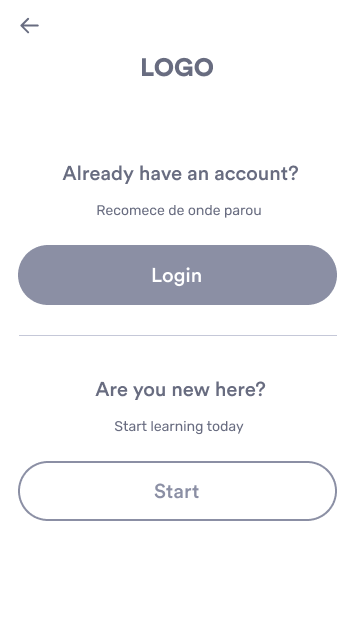 LOGO
Already have an account?
Recomece de onde parou
Login
Are you new here?
Start learning today
Start